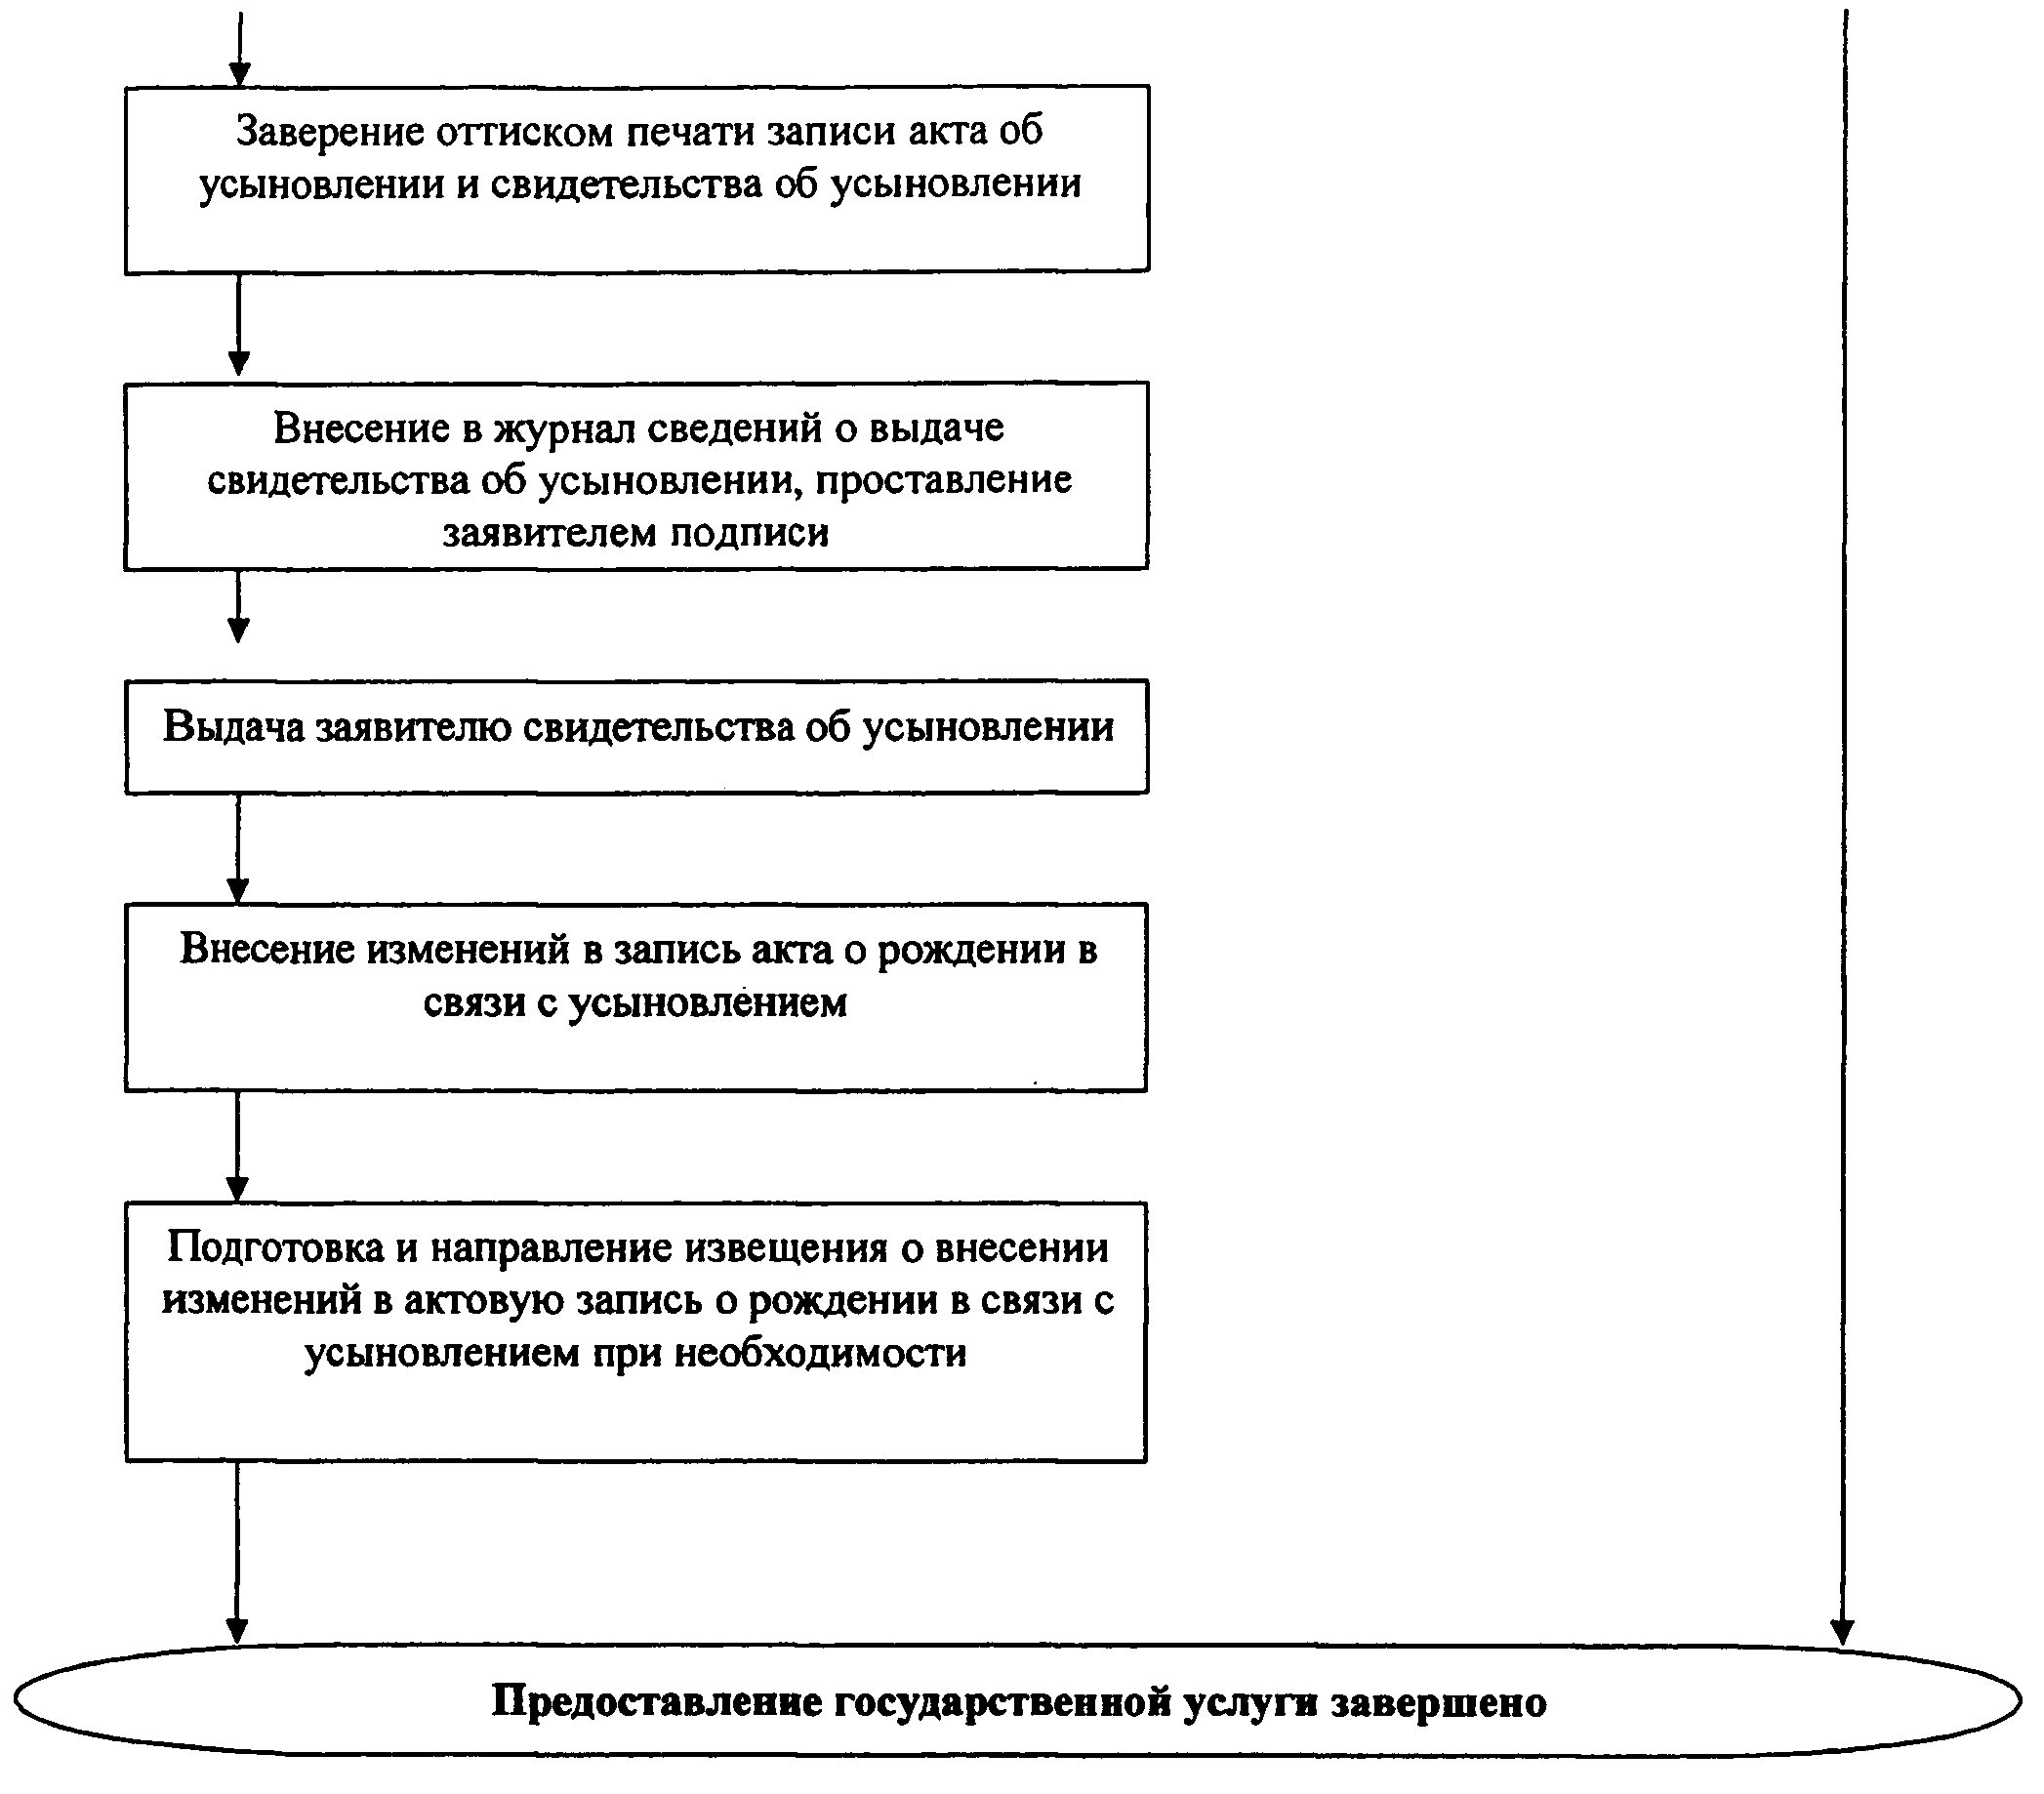 Заверение оттиском печати записи акта об
усыновлении и свидетельства об усыновлении
Внесение в журнал сведений о выдаче
свидетельства об усыновлении, проставление
заявителем подписи
Выдача заявителю свидетельства об усыновлении
Внесение изменений в запись акта о рождении в
связи с усыновлением
Подготовка и направление извещения о внесении
изменений в актовую запись о рождении в связи с
усыновлением при необходимости
Предоставление государственной услуги завершено